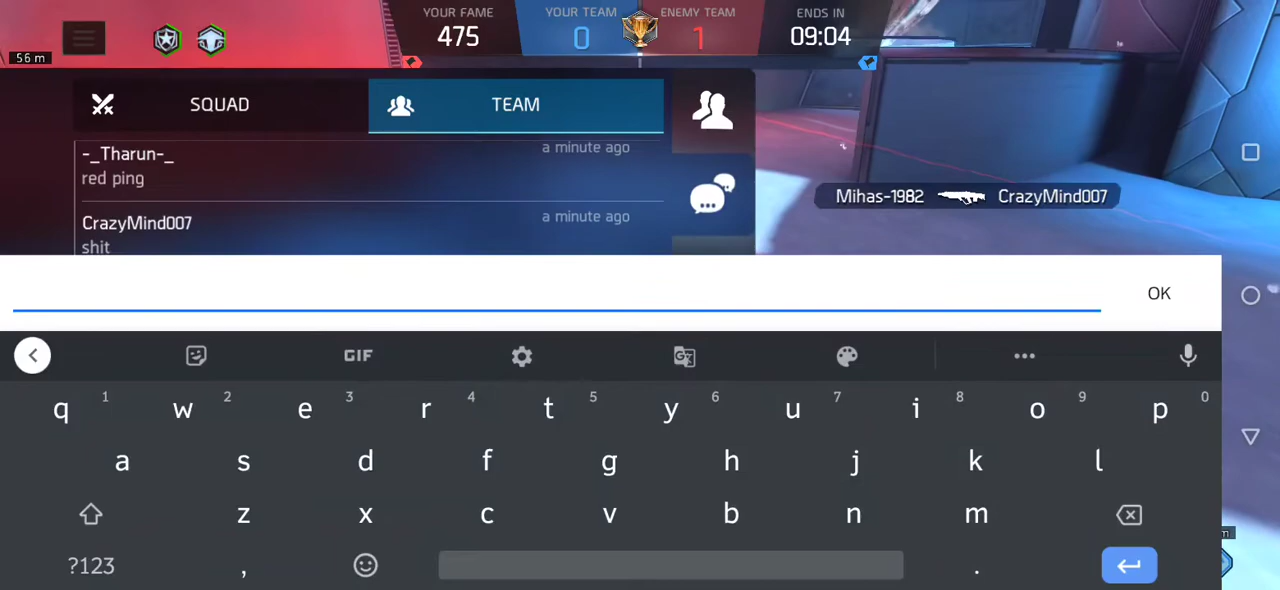 YOUR FAME
475
YOUR TEAM
0
ENEMY TEAM
1
ENDS IN
09:04
56 m
SQUAD
TEAM
-_Tharun-_
a minute ago
red ping
CrazyMind007
a minute ago
shit
Mihas-1982 CrazyMind007
OK
GIF
q 1 w 2 e 3 r 4 t 5 y 6 u 7 i 8 o 9 p 0
a s d f g h j k l
z x c v b n m
?123 , .